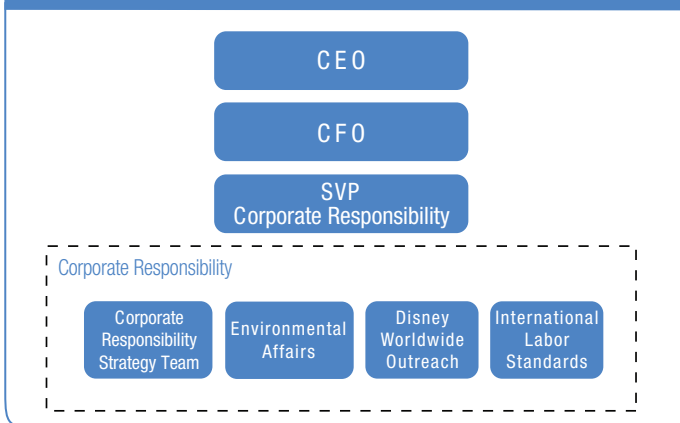 CEO
CFO
SVP
Corporate Responsibility
Corporate Responsibility
Corporate
Responsibility
Strategy Team
Environmental
Affairs
Disney
Worldwide
Outreach
International
Labor
Standards